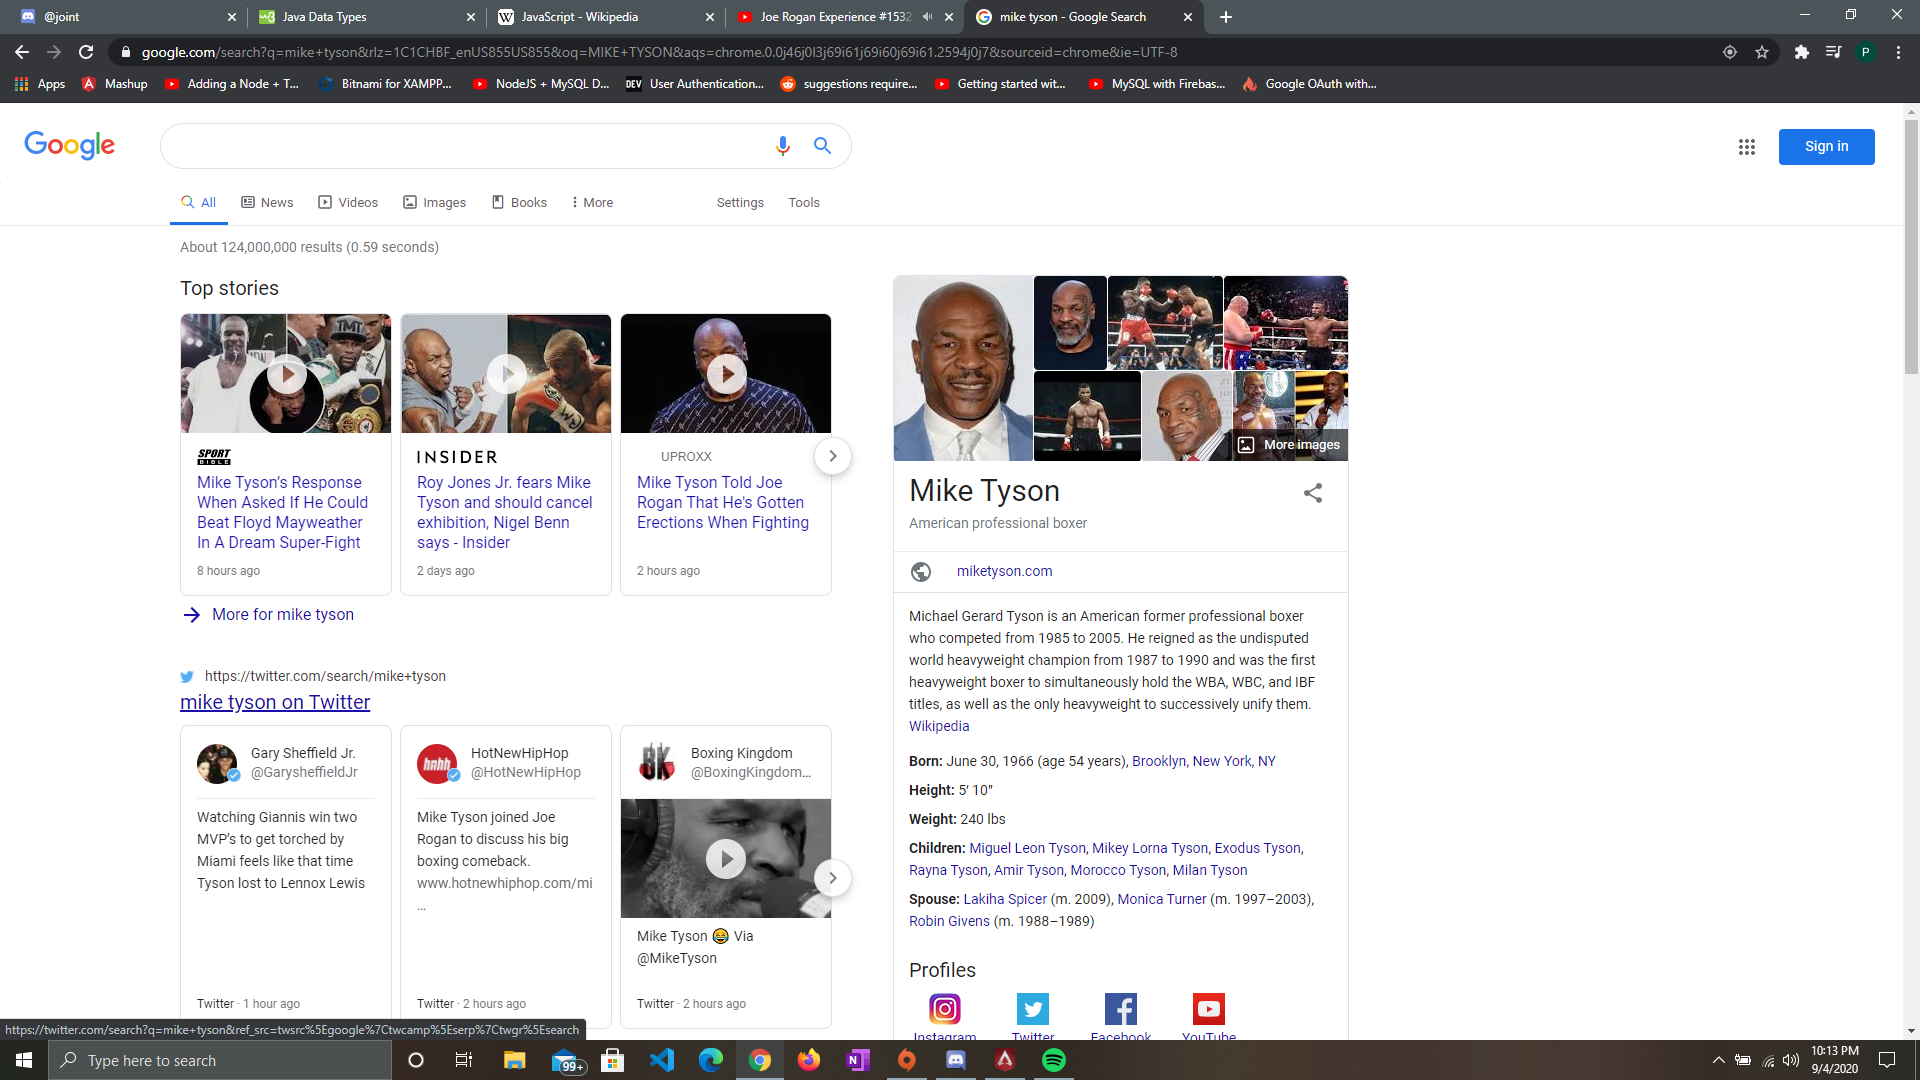 @joint
Java Data Types
JavaScript - Wikipedia
Joe Rogan Experience #1532
mike tyson - Google Search
google.com/search?q=mike+tyson&rlz=1C1CHBF_enUS855US855&oq=MIKE+TYSON&aqs=chrome.0.0j46j0l3j69i61j69i60j69i61.2594j0j7&sourceid=chrome&ie=UTF-8
P
Apps
Mashup
Adding a Node + T...
Bitnami for XAMPP...
NodeJS + MySQL D...
DEV
User Authentication...
suggestions require...
Getting started wit...
MySQL with Firebas...
Google OAuth with...
Google
Sign in
All
News
Videos
Images
Books
More
Settings
Tools
About 124,000,000 results (0.59 seconds)
Top stories
SPORT
BIBLE
Mike Tyson's Response
When Asked If He Could
Beat Floyd Mayweather
In A Dream Super-Fight
8 hours ago
INSIDER
Roy Jones Jr. fears Mike
Tyson and should cancel
exhibition, Nigel Benn
says - Insider
2 days ago
UPROXX
Mike Tyson Told Joe
Rogan That He's Gotten
Erections When Fighting
2 hours ago
More for mike tyson
https://twitter.com/search/mike+tyson
mike tyson on Twitter
Gary Sheffield Jr.
@GarysheffieldJr
Watching Giannis win two
MVP's to get torched by
Miami feels like that time
Tyson lost to Lennox Lewis
Twitter · 1 hour ago
hnhh
HotNewHipHop
@HotNewHipHop
Mike Tyson joined Joe
Rogan to discuss his big
boxing comeback.
www.hotnewhiphop.com/mi
...
Twitter · 2 hours ago
BK
Boxing Kingdom
@BoxingKingdom...
Mike Tyson 😂 Via
@MikeTyson
Twitter · 2 hours ago
TMT
More images
Mike Tyson
American professional boxer
miketyson.com
Michael Gerard Tyson is an American former professional boxer
who competed from 1985 to 2005. He reigned as the undisputed
world heavyweight champion from 1987 to 1990 and was the first
heavyweight boxer to simultaneously hold the WBA, WBC, and IBF
titles, as well as the only heavyweight to successively unify them.
Wikipedia
Born: June 30, 1966 (age 54 years), Brooklyn, New York, NY
Height: 5′ 10″
Weight: 240 lbs
Children: Miguel Leon Tyson, Mikey Lorna Tyson, Exodus Tyson,
Rayna Tyson, Amir Tyson, Morocco Tyson, Milan Tyson
Spouse: Lakiha Spicer (m. 2009), Monica Turner (m. 1997–2003),
Robin Givens (m. 1988–1989)
Profiles
Instagram
Twitter
Facebook
YouTube
https://twitter.com/search?q=mike+tyson&ref_src=twsrc%5Egoogle%7Ctwcamp%5Eserp%7Ctwgr%5Esearch
Type here to search
99+
10:13 PM
9/4/2020